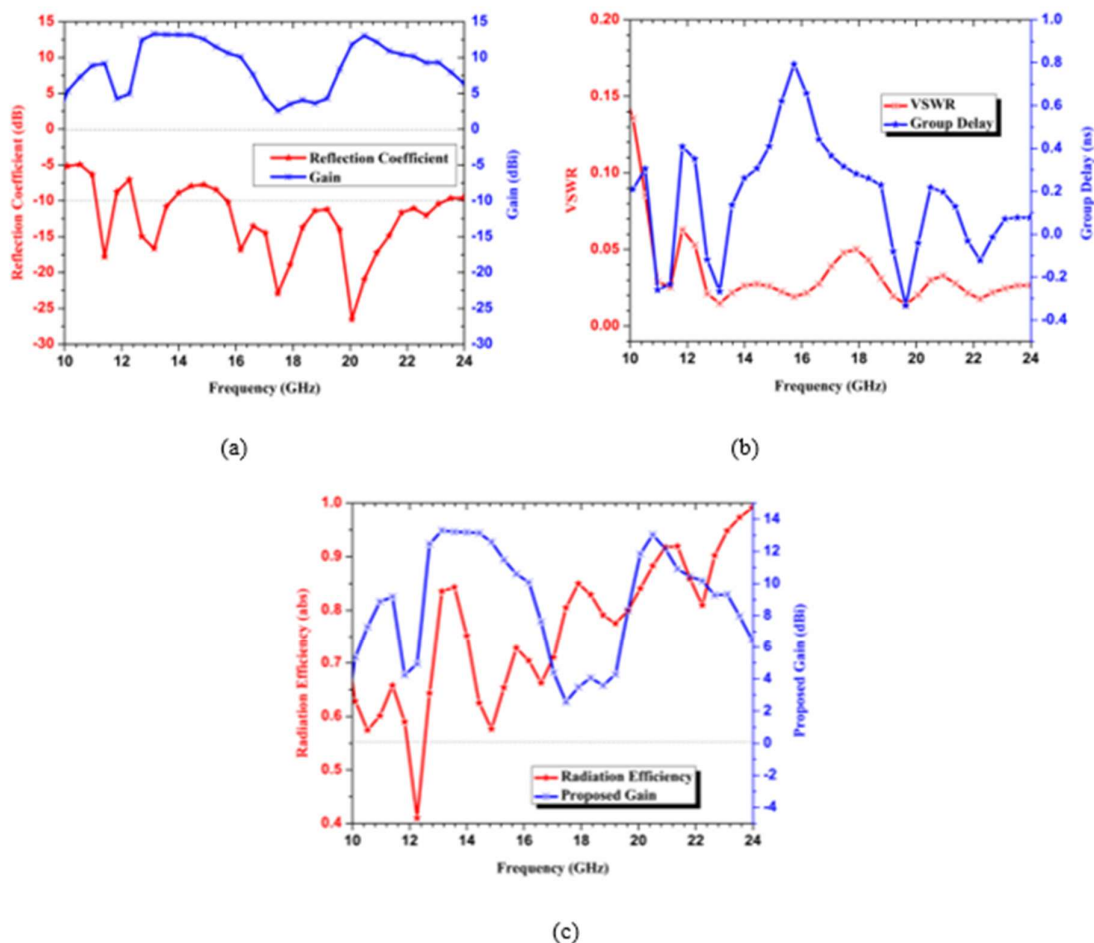 15
10
5
0
-5
-10
-15
-20
-25
-30
Reflection Coefficient (dB)
Reflection Coefficient
Gain
15
10
5
0
-5
-10
-15
-20
-25
-30
Gain (dBi)
10 12 14 16 18 20 22 24
Frequency (GHz)
(a)
0.20
0.15
0.10
0.05
0.00
VSWR
VSWR
Group Delay
1.0
0.8
0.6
0.4
0.2
0.0
-0.2
-0.4
Group Delay (ns)
10 12 14 16 18 20 22 24
Frequency (GHz)
(b)
1.0
0.9
0.8
0.7
0.6
0.5
0.4
Radiation Efficiency (abs)
Radiation Efficiency
Proposed Gain
14
12
10
8
6
4
2
0
-2
-4
Proposed Gain (dBi)
10 12 14 16 18 20 22 24
Frequency (GHz)
(c)